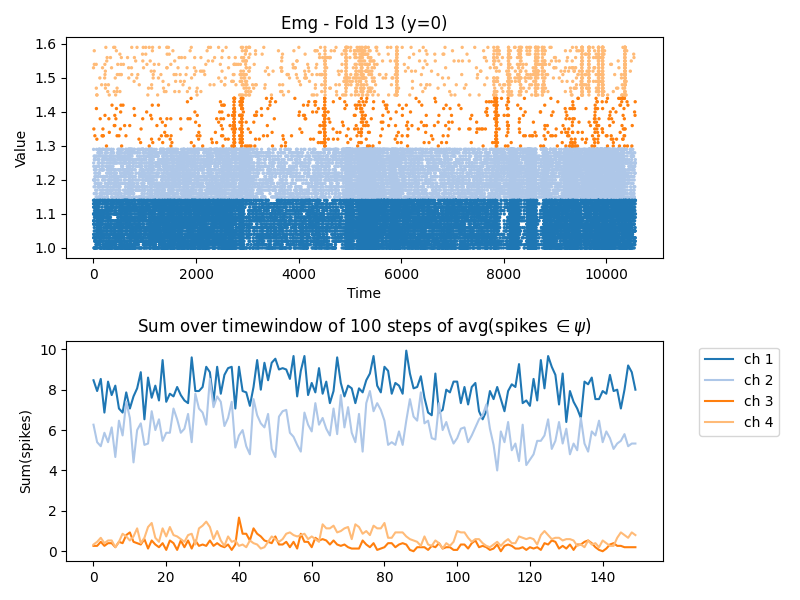 Emg - Fold 13 (y=0)
1.6
1.5
1.4
1.3
1.2
1.1
1.0
Value
0 2000 4000 6000 8000 10000
Time
Sum over timewindow of 100 steps of avg(spikes ∈ ψ)
10
8
6
4
2
0
Sum(spikes)
0 20 40 60 80 100 120 140
ch 1
ch 2
ch 3
ch 4